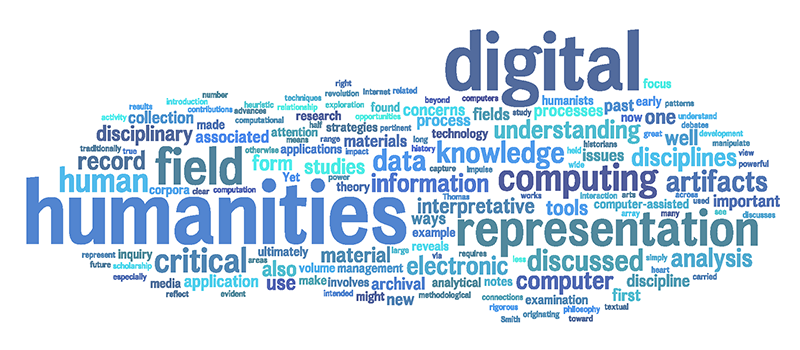 digital
focus
right
number
techniques revolution Internet related
introduction heuristic relationship exploration opportunities beyond computers humanists early patterns
results contributions advances found concerns fields study processes past now one understand
activity collection computational research process debates
disciplinary made associated attention half strategies pertinent technology understanding great well development
traditionally true means range materials long historians manipulate
record otherwise applications impact history data knowledge hold issues disciplines view
field form studies capture impulse wide powerful
human Yet power computing artifacts
corpora clear computation theory information Thomas works interaction arts across used important
humanities interpretative tools computer-assisted
ways array many see discusses
example representation
represent inquiry critical ultimately material large reveals via requires less discussed simply analysis
future scholarship areas also volume management electronic heart
especially media application use make involves archival analytical notes computer discipline carried
reflect evident intended might new methodological connections examination first
rigorous philosophy textual
Smith originating toward